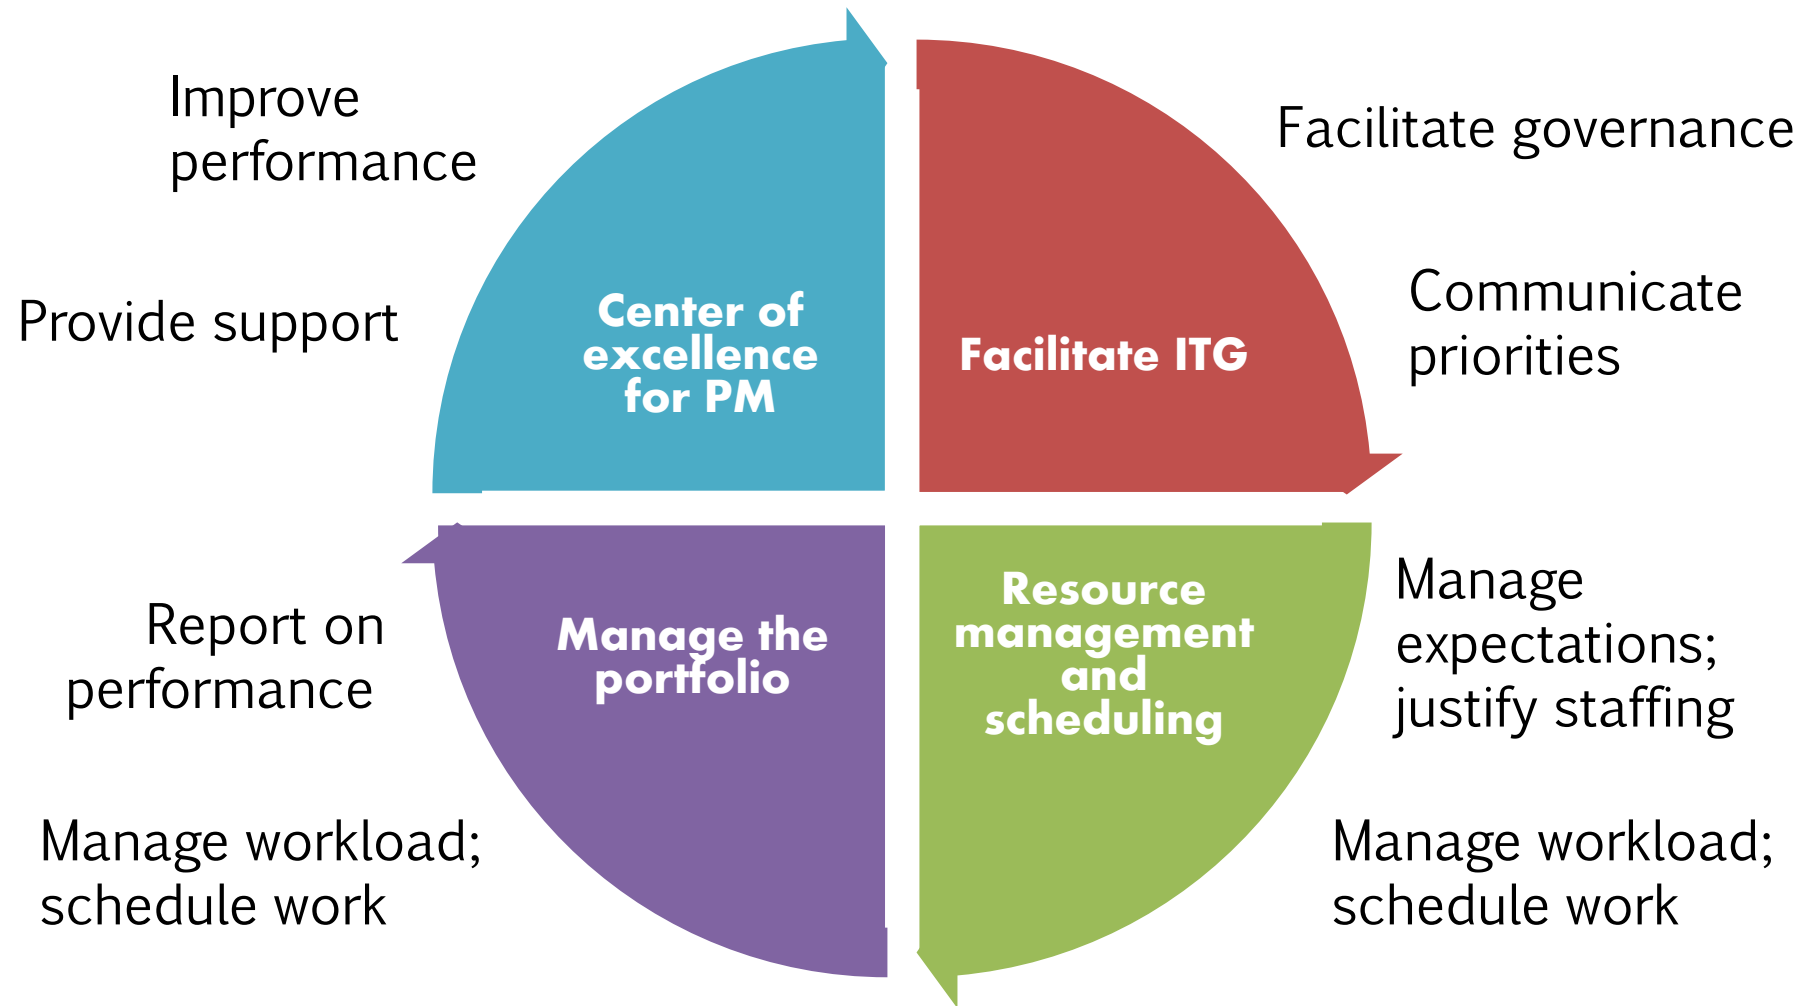 Improve
performance
Provide support
Center of
excellence
for PM
Facilitate ITG
Facilitate governance
Communicate
priorities
Resource
management
and
scheduling
Manage
expectations;
justify staffing
Manage workload;
schedule work
Manage the
portfolio
Report on
performance
Manage workload;
schedule work